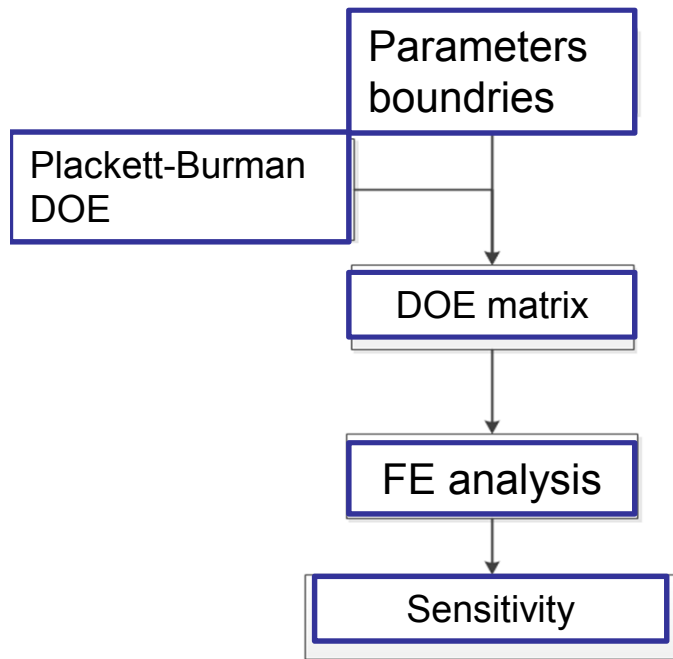 Parameters
boundries
Plackett-Burman
DOE
DOE matrix
FE analysis
Sensitivity